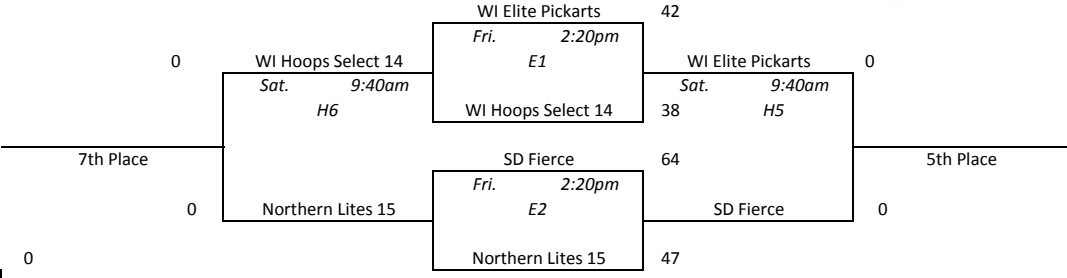 WI Elite Pickarts 42
Fri. 2:20pm
0 WI Hoops Select 14 E1 WI Elite Pickarts 0
Sat. 9:40am Sat. 9:40am
H6 WI Hoops Select 14 38 H5
7th Place SD Fierce 64 5th Place
Fri. 2:20pm
0 Northern Lites 15 E2 SD Fierce 0
0 Northern Lites 15 47